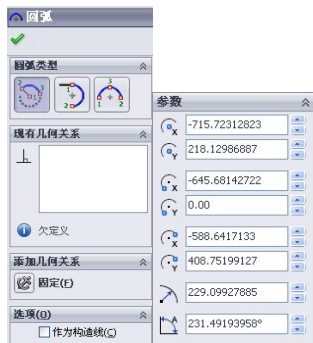 圆弧
圆弧类型
现有几何关系
欠定义
添加几何关系
固定(F)
选项(O)
作为构造线(C)
参数
-715.72312823
218.12986887
-645.68142722
0.00
-588.6417133
408.75199127
229.09927885
231.49193958°